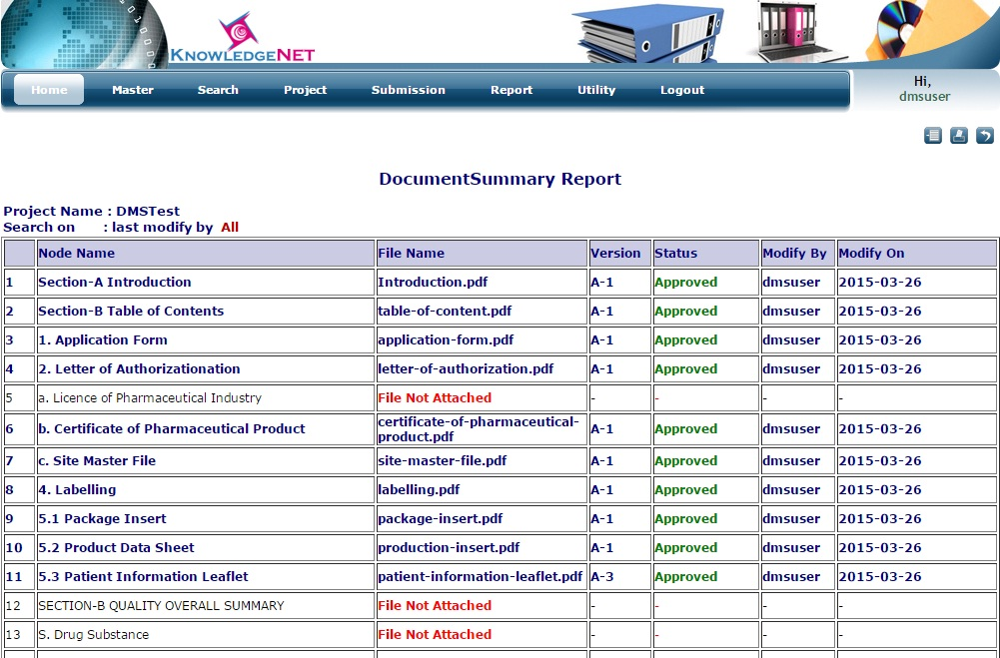 KNOWLEDGENET
Home Master Search Project Submission Report Utility Logout
Hi,
dmsuser
DocumentSummary Report
Project Name : DMSTest
Search on : last modify by All
Node Name File Name Version Status Modify By Modify On
1 Section-A Introduction Introduction.pdf A-1 Approved dmsuser 2015-03-26
2 Section-B Table of Contents table-of-content.pdf A-1 Approved dmsuser 2015-03-26
3 1. Application Form application-form.pdf A-1 Approved dmsuser 2015-03-26
4 2. Letter of Authorizationation letter-of-authorization.pdf A-1 Approved dmsuser 2015-03-26
5 a. Licence of Pharmaceutical Industry File Not Attached - - - -
6 b. Certificate of Pharmaceutical Product certificate-of-pharmaceutical-
product.pdf A-1 Approved dmsuser 2015-03-26
7 c. Site Master File site-master-file.pdf A-1 Approved dmsuser 2015-03-26
8 4. Labelling labelling.pdf A-1 Approved dmsuser 2015-03-26
9 5.1 Package Insert package-insert.pdf A-1 Approved dmsuser 2015-03-26
10 5.2 Product Data Sheet production-insert.pdf A-1 Approved dmsuser 2015-03-26
11 5.3 Patient Information Leaflet patient-information-leaflet.pdf A-3 Approved dmsuser 2015-03-26
12 SECTION-B QUALITY OVERALL SUMMARY File Not Attached - - - -
13 S. Drug Substance File Not Attached - - - -